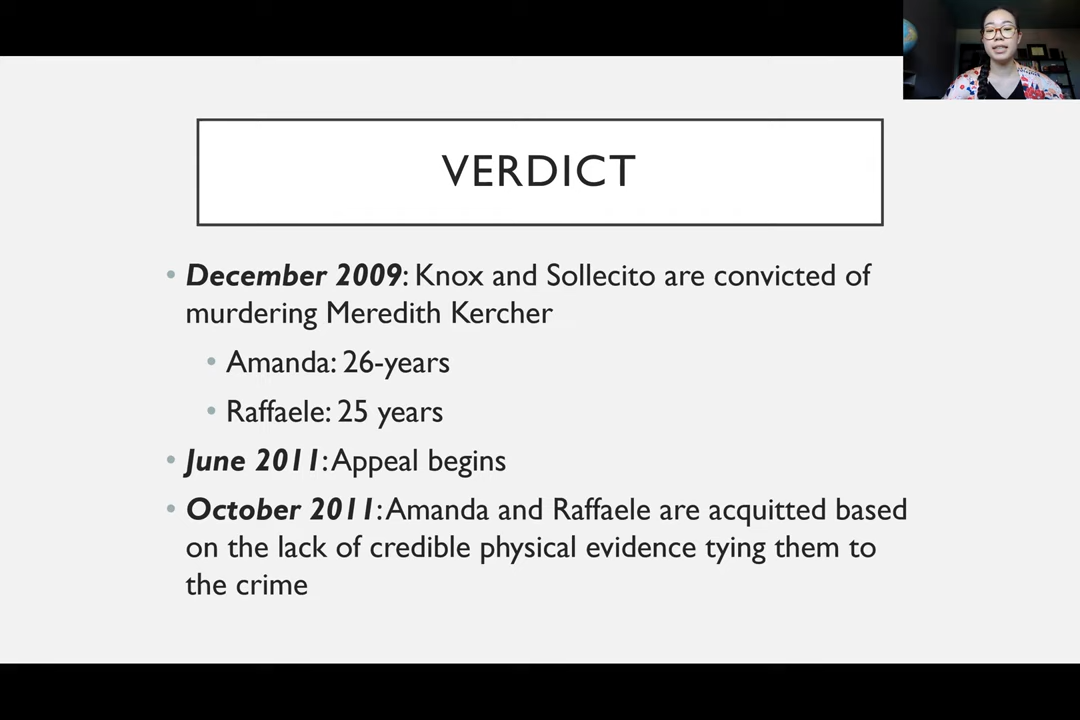 VERDICT
• December 2009: Knox and Sollecito are convicted of
murdering Meredith Kercher
• Amanda: 26-years
• Raffaele: 25 years
• June 2011: Appeal begins
• October 2011: Amanda and Raffaele are acquitted based
on the lack of credible physical evidence tying them to
the crime